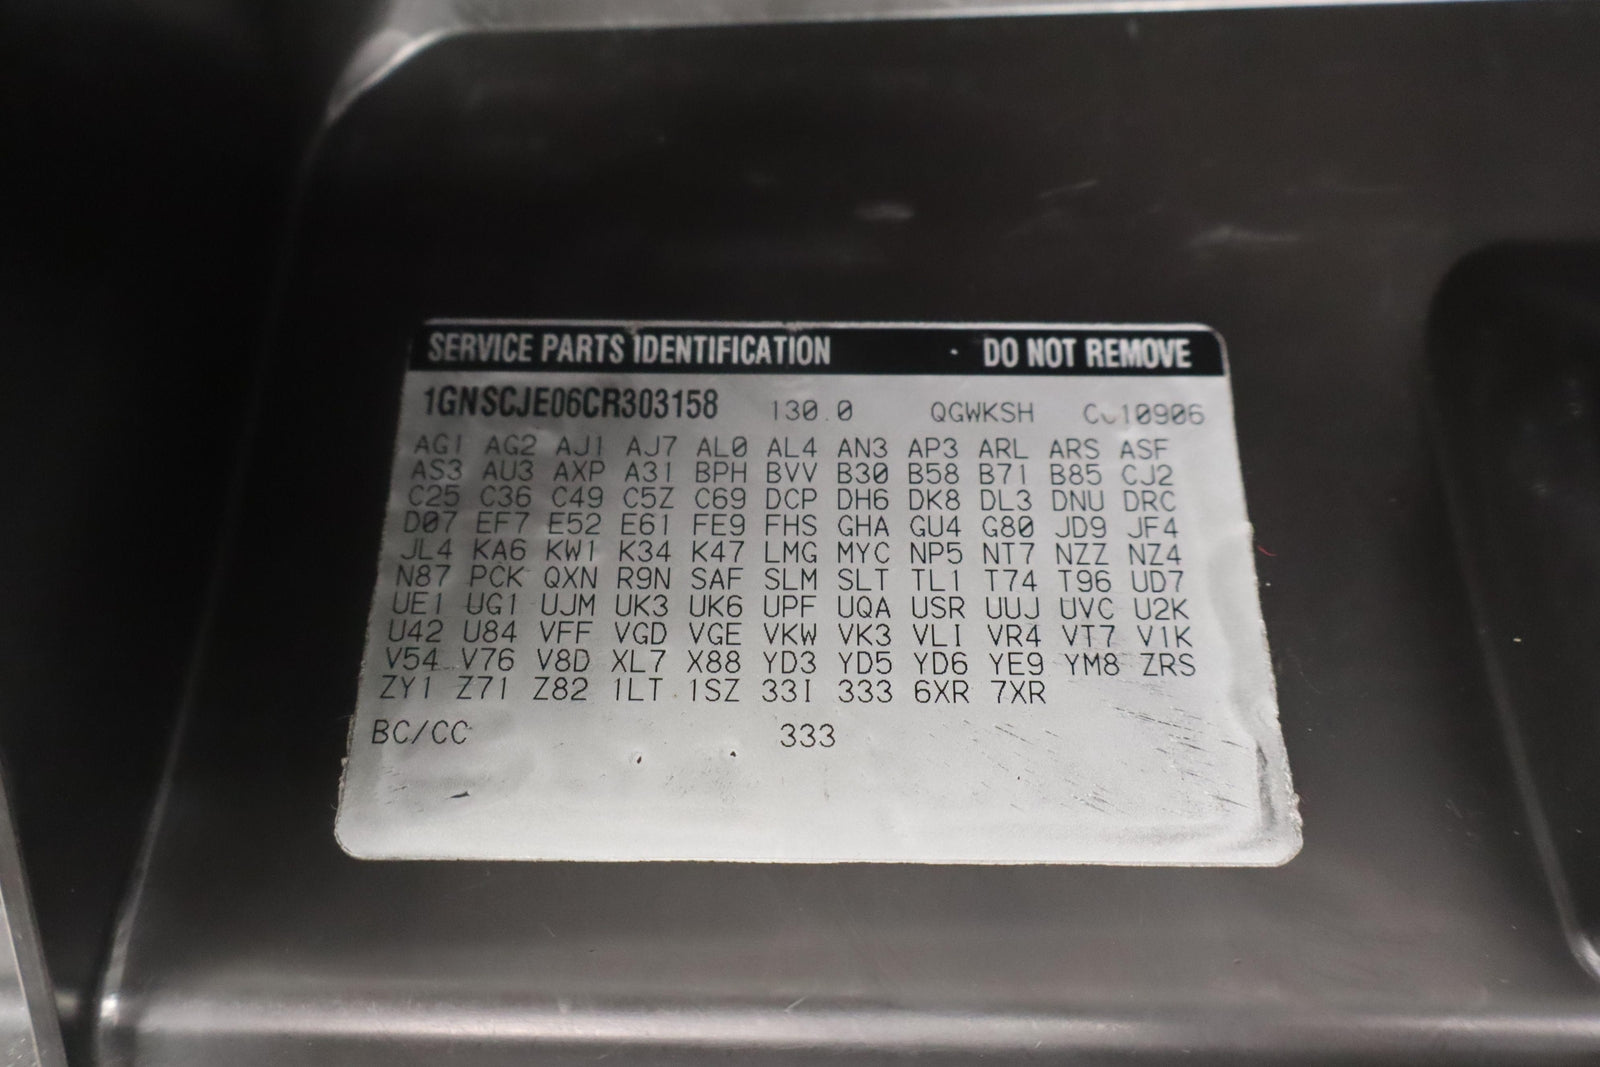 SERVICE PARTS IDENTIFICATION · DO NOT REMOVE
1GNSCJE06CR303158 130.0 QGWKSH
AG1 AG2 AJ1 AJ7 AL0 AL4 AN3 AP3 ARL ARS ASF
AS3 AU3 AXP A31 BPH BVV B30 B58 B71 B85 CJ2
C25 C36 C49 C5Z C69 DCP DH6 DK8 DL3 DNU DRC
D07 EF7 E52 E61 FE9 FHS GHA GU4 G80 JD9 JF4
JL4 KA6 KW1 K34 K47 LMG MYC NP5 NT7 NZZ NZ4
N87 PCK QXN R9N SAF SLM SLT TL1 T74 T96 UD7
UE1 UG1 UJM UK3 UK6 UPF UQA USR UUJ UVC U2K
U42 U84 VFF VGD VGE VKW VK3 VLI VR4 VT7 V1K
V54 V76 V8D XL7 X88 YD3 YD5 YD6 YE9 YM8 ZRS
ZY1 Z71 Z82 1LT 1SZ 33I 333 6XR 7XR
BC/CC 333